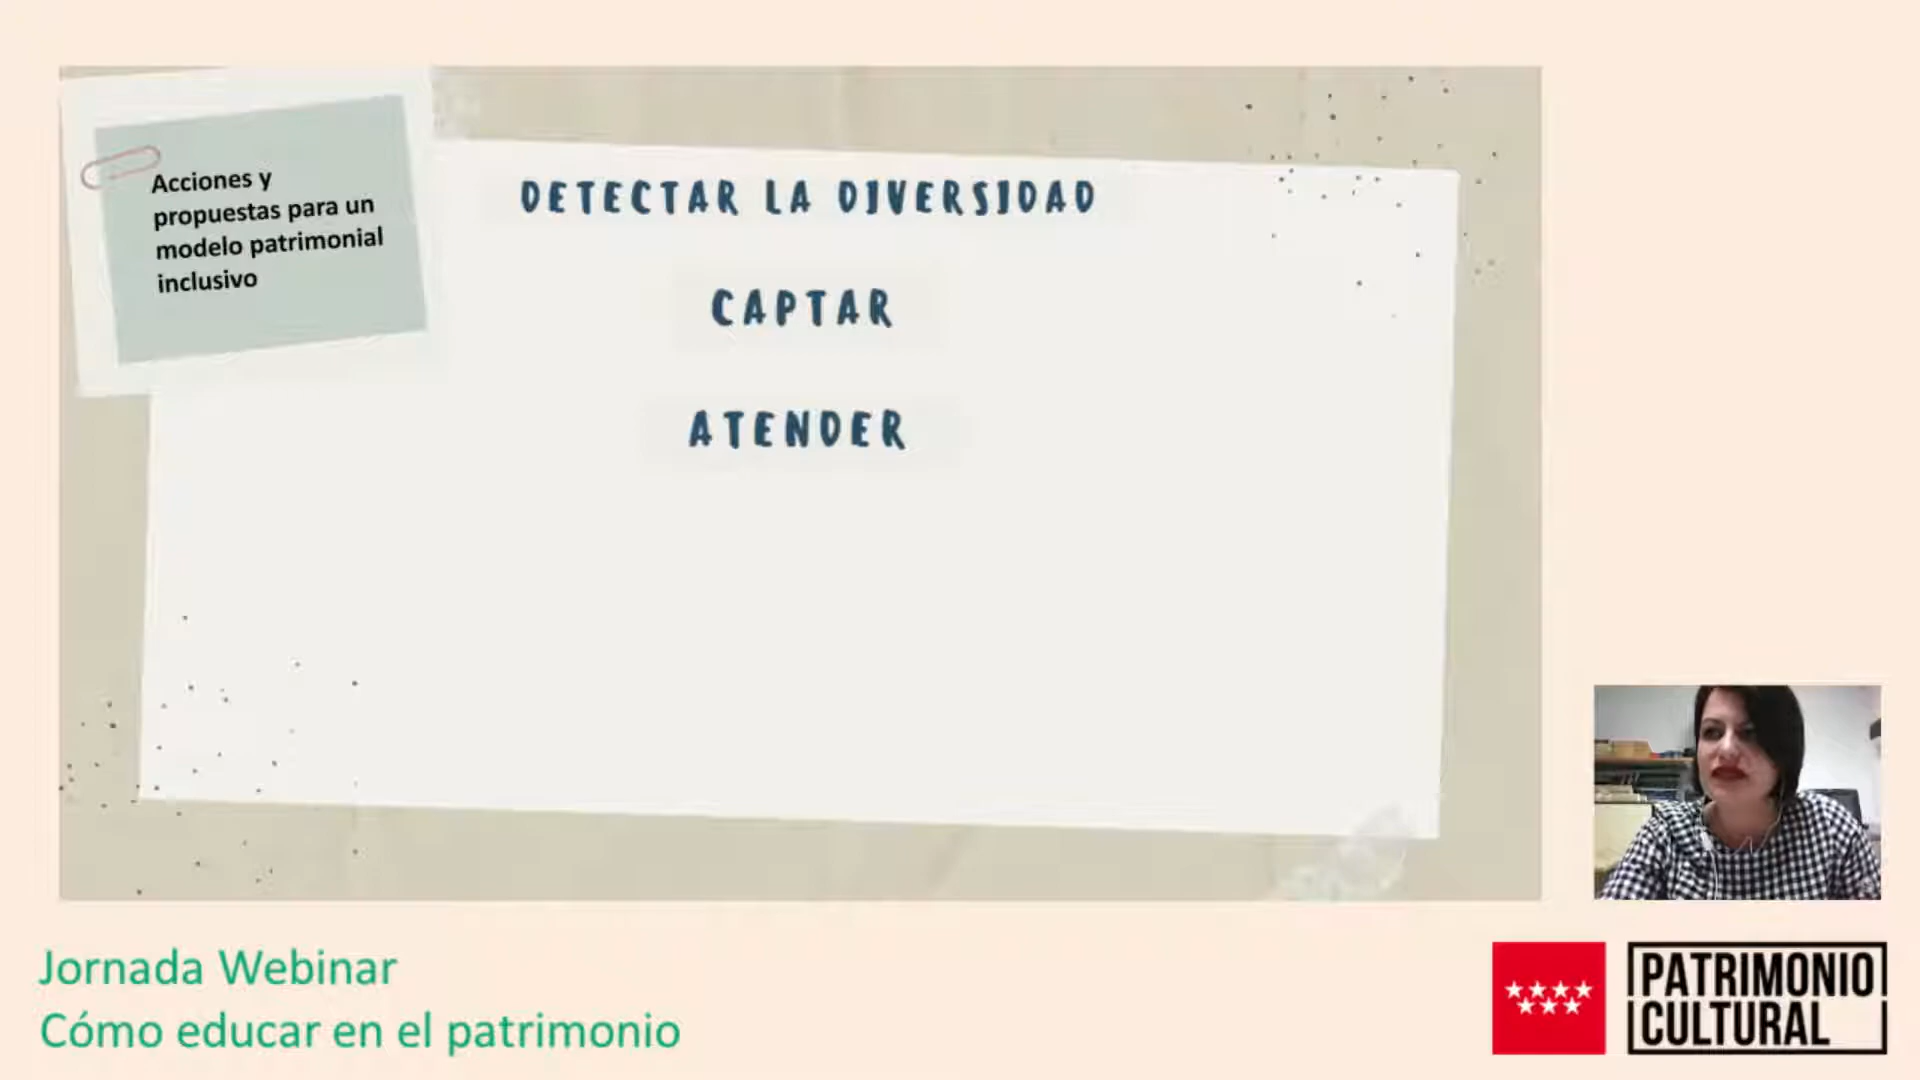 Acciones y
propuestas para un
modelo patrimonial
inclusivo
DETECTAR LA DIVERSIDAD
CAPTAR
ATENDER
Jornada Webinar
Cómo educar en el patrimonio
PATRIMONIO
CULTURAL